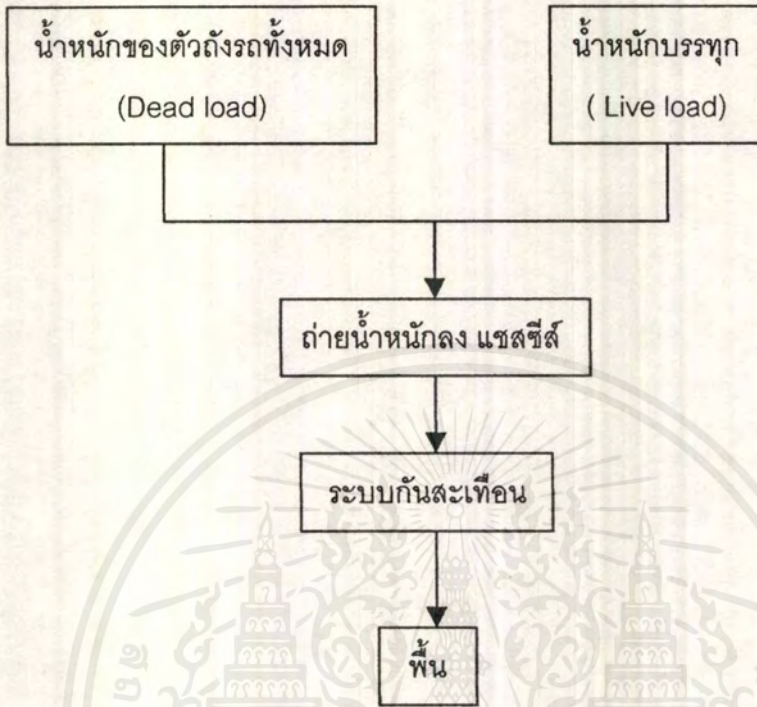 น้ำหนักของตัวถังรถทั้งหมด
(Dead load)
น้ำหนักบรรทุก
( Live load)
ถ่ายน้ำหนักลง แชสซีส์
ระบบกันสะเทือน
พื้น